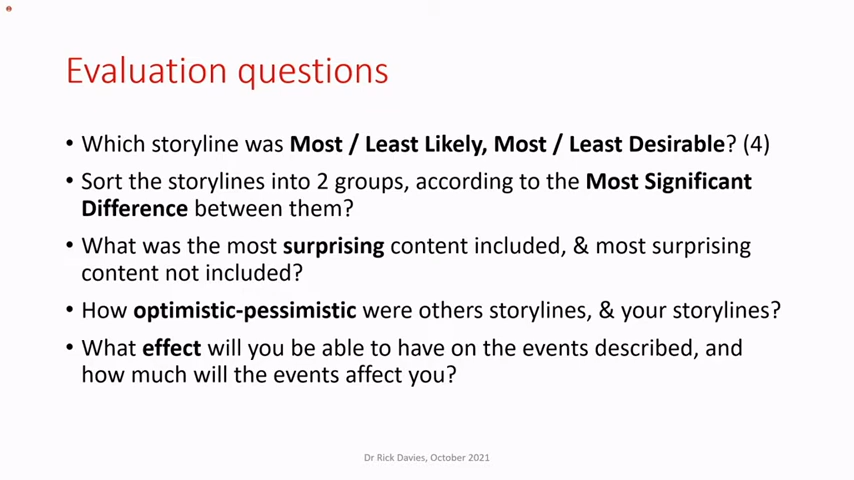 Evaluation questions
• Which storyline was Most / Least Likely, Most / Least Desirable? (4)
• Sort the storylines into 2 groups, according to the Most Significant
Difference between them?
• What was the most surprising content included, & most surprising
content not included?
• How optimistic-pessimistic were others storylines, & your storylines?
• What effect will you be able to have on the events described, and
how much will the events affect you?
Dr Rick Davies, October 2021